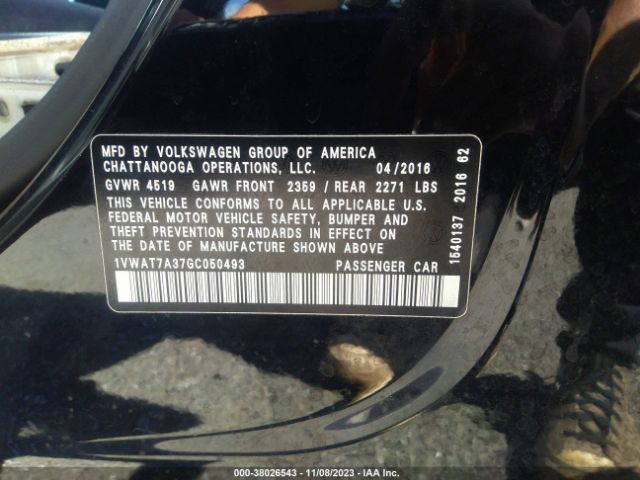 MFD BY VOLKSWAGEN GROUP OF AMERICA
CHATTANOOGA OPERATIONS, LLC. 04/2016
GVWR 4519 GAWR FRONT 2359 / REAR 2271 LBS
THIS VEHICLE CONFORMS TO ALL APPLICABLE U.S.
FEDERAL MOTOR VEHICLE SAFETY, BUMPER AND
THEFT PREVENTION STANDARDS IN EFFECT ON
THE DATE OF MANUFACTURE SHOWN ABOVE
1VWAT7A37GC050493 PASSENGER CAR
1540137 2016 62
000-38026543 - 11/08/2023 - IAA Inc.